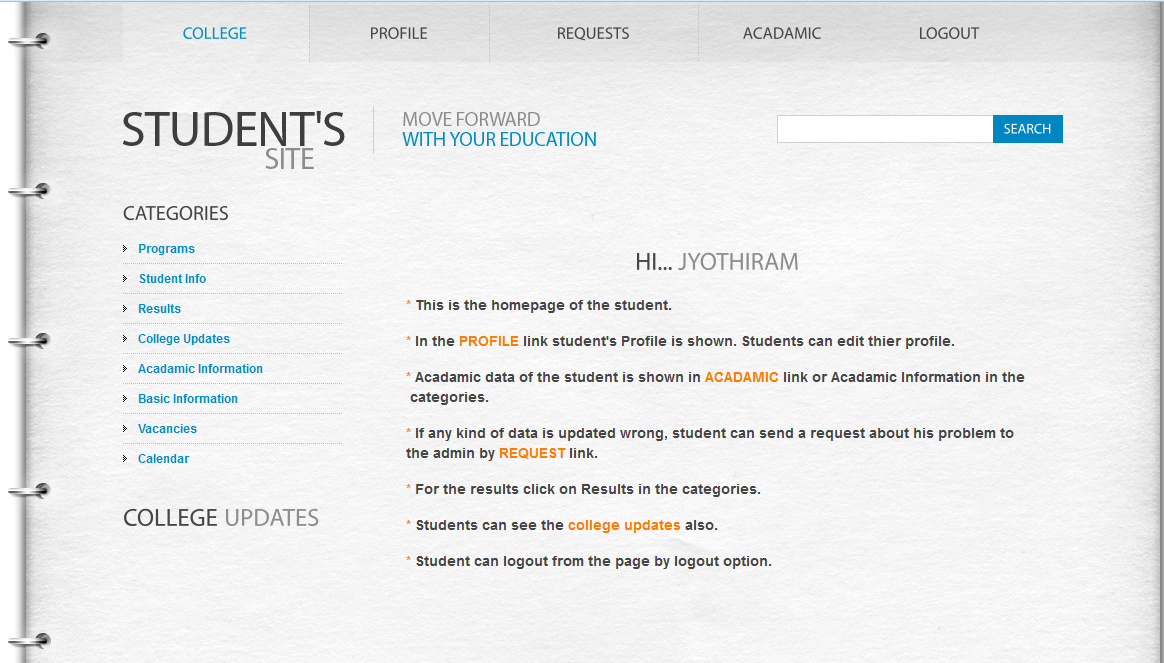 COLLEGE PROFILE REQUESTS ACADAMIC LOGOUT
STUDENT'S
SITE
MOVE FORWARD
WITH YOUR EDUCATION
SEARCH
CATEGORIES
Programs
Student Info
Results
College Updates
Acadamic Information
Basic Information
Vacancies
Calendar
COLLEGE UPDATES
HI... JYOTHIRAM
* This is the homepage of the student.
* In the PROFILE link student's Profile is shown. Students can edit thier profile.
* Acadamic data of the student is shown in ACADAMIC link or Acadamic Information in the
categories.
* If any kind of data is updated wrong, student can send a request about his problem to
the admin by REQUEST link.
* For the results click on Results in the categories.
* Students can see the college updates also.
* Student can logout from the page by logout option.